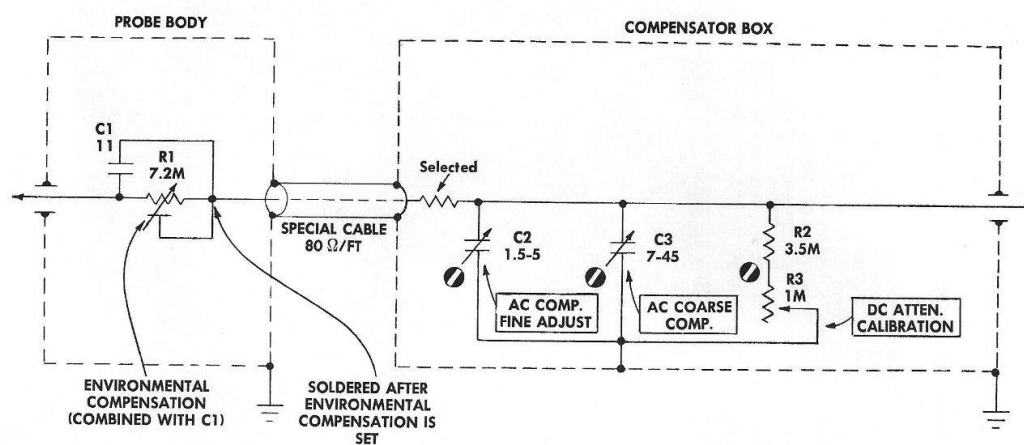 PROBE BODY
COMPENSATOR BOX
C1
11
R1
7.2M
Selected
SPECIAL CABLE
80 Ω/FT
C2
1.5-5
C3
7-45
R2
3.5M
R3
1M
AC COMP.
FINE ADJUST
AC COARSE
COMP.
DC ATTEN.
CALIBRATION
ENVIRONMENTAL
COMPENSATION
(COMBINED WITH C1)
SOLDERED AFTER
ENVIRONMENTAL
COMPENSATION IS
SET